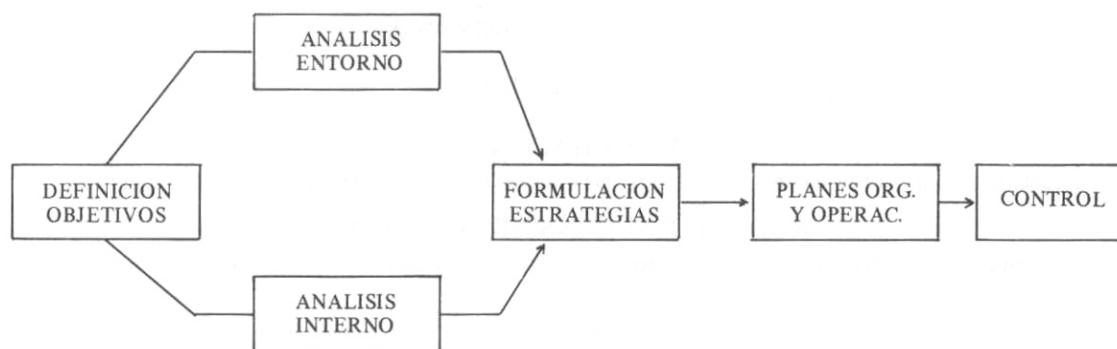 ANALISIS
ENTORNO
DEFINICION
OBJETIVOS
FORMULACION
ESTRATEGIAS
PLANES ORG.
Y OPERAC.
CONTROL
ANALISIS
INTERNO